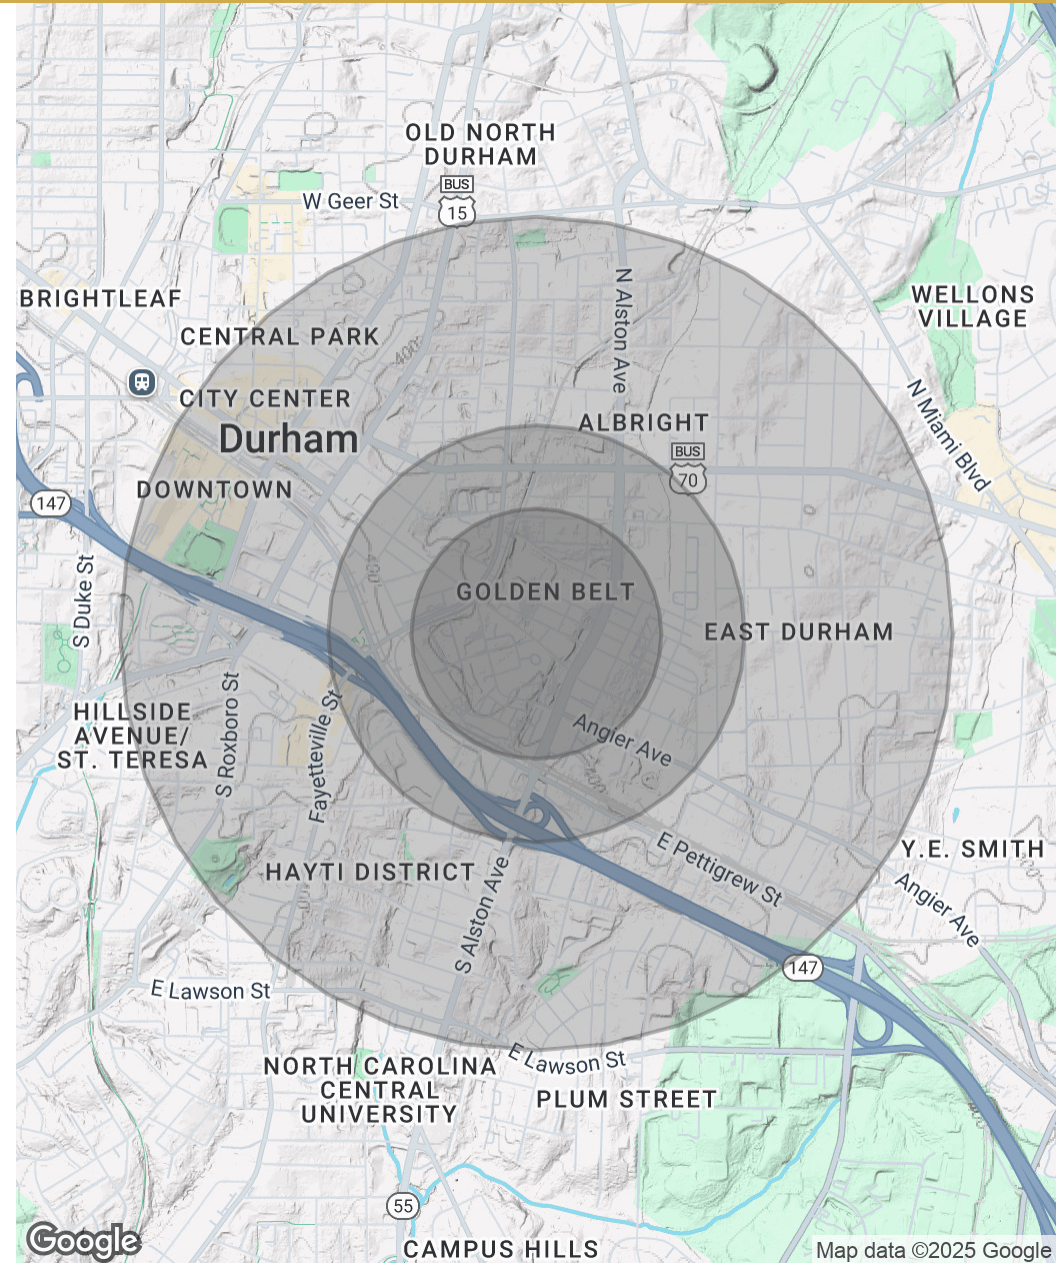 OLD NORTH
DURHAM
BUS
15
W Geer St
N Alston Ave
BRIGHTLEAF
WELLONS
VILLAGE
CENTRAL PARK
400
CITY CENTER
Durham
ALBRIGHT
N Miami Blvd
BUS
70
DOWNTOWN
147
400
S Duke St
GOLDEN BELT
EAST DURHAM
HILLSIDE
AVENUE/
ST. TERESA
S Roxboro St
Fayetteville St
Angier Ave
Y.E. SMITH
E Pettigrew St
HAYTI DISTRICT
Angier Ave
S Alston Ave
147
E Lawson St
E Lawson St
NORTH CAROLINA
CENTRAL
UNIVERSITY
PLUM STREET
55
CAMPUS HILLS
Google
Map data ©2025 Google